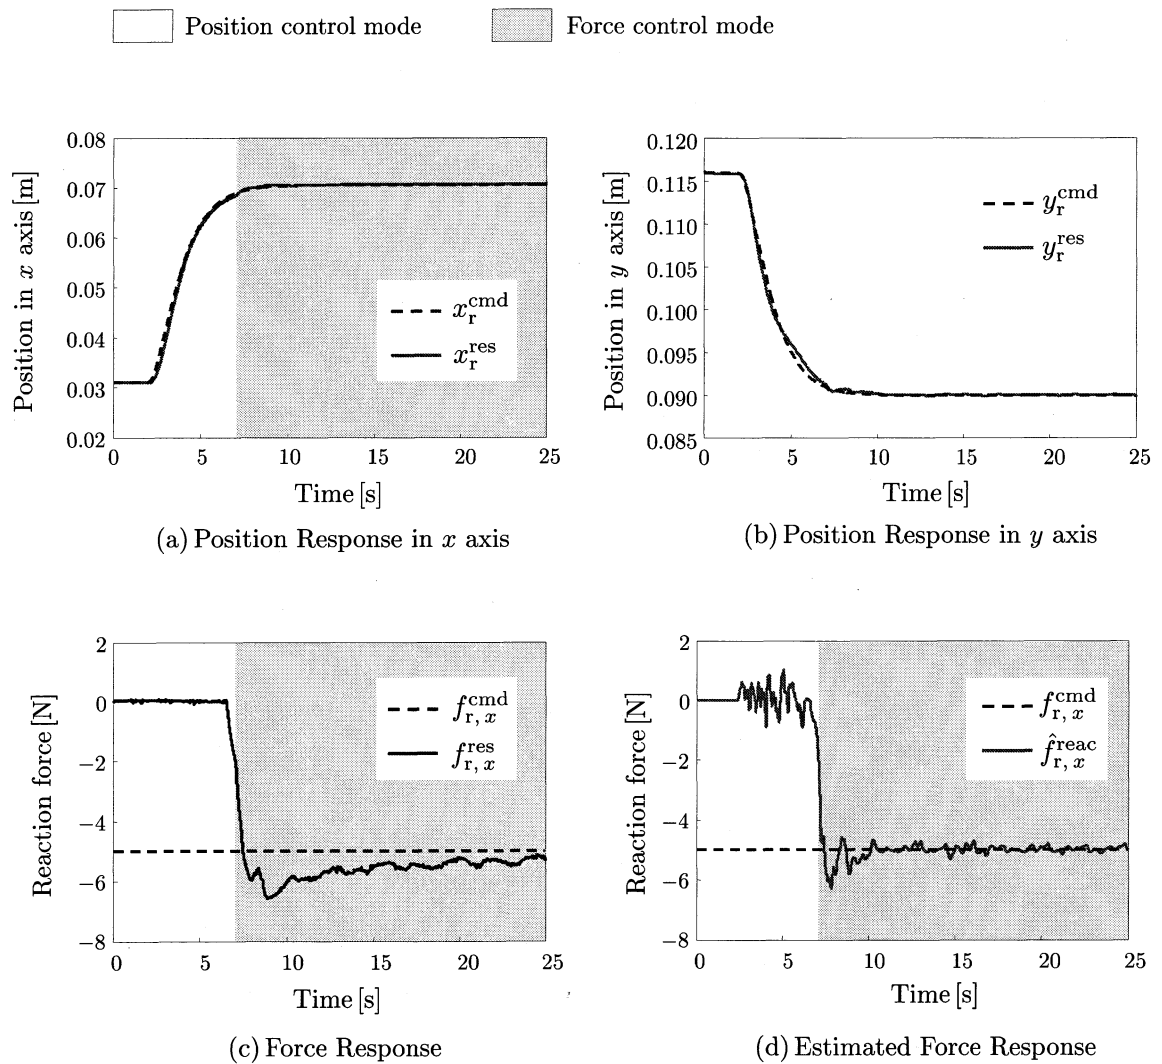 Position control mode
Force control mode
0.08
0.07
0.06
0.05
0.04
0.03
0.02
Position in x axis [m]
x_r^cmd
x_r^res
0 5 10 15 20 25
Time [s]
(a) Position Response in x axis
0.120
0.115
0.110
0.105
0.100
0.095
0.090
0.085
Position in y axis [m]
y_r^cmd
y_r^res
0 5 10 15 20 25
Time [s]
(b) Position Response in y axis
2
0
−2
−4
−6
−8
Reaction force [N]
f_{r, x}^cmd
f_{r, x}^res
0 5 10 15 20 25
Time [s]
(c) Force Response
2
0
−2
−4
−6
−8
Reaction force [N]
f_{r, x}^cmd
f̂_{r, x}^reac
0 5 10 15 20 25
Time [s]
(d) Estimated Force Response